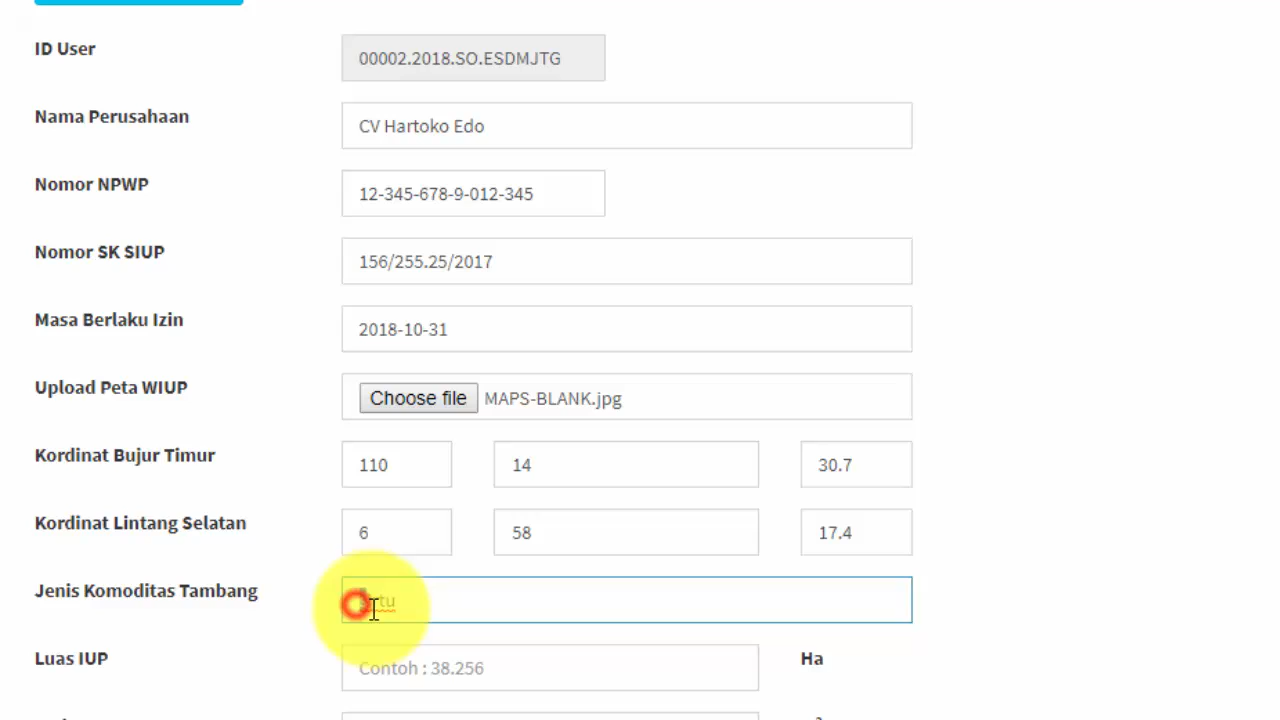 ID User
00002.2018.SO.ESDMJTG
Nama Perusahaan
CV Hartoko Edo
Nomor NPWP
12-345-678-9-012-345
Nomor SK SIUP
156/255.25/2017
Masa Berlaku Izin
2018-10-31
Upload Peta WIUP
Choose file MAPS-BLANK.jpg
Kordinat Bujur Timur
110 14 30.7
Kordinat Lintang Selatan
6 58 17.4
Jenis Komoditas Tambang
Luas IUP
Contoh : 38.256 Ha